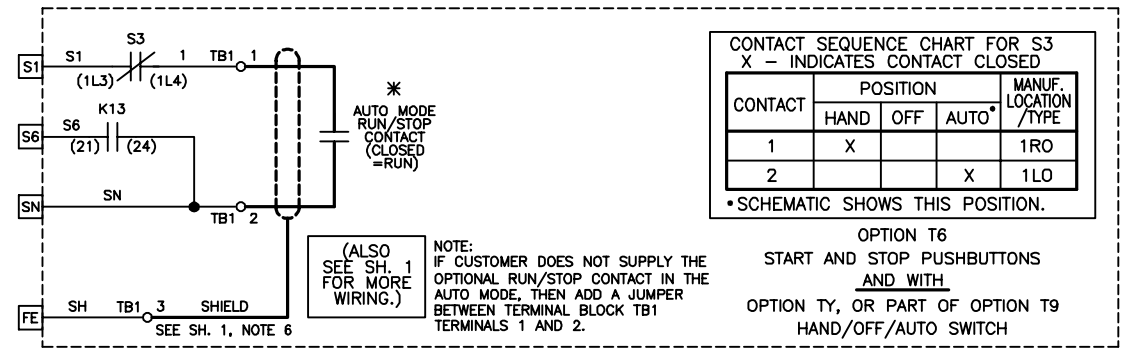 S1
S1
S3
1
TB1
1
(1L3)
(1L4)
K13
S6
S6
(21)
(24)
SN
SN
TB1 2
*
AUTO MODE
RUN/STOP
CONTACT
(CLOSED
=RUN)
FE
SH
TB1 3
SHIELD
SEE SH. 1, NOTE 6
(ALSO
SEE SH. 1
FOR MORE
WIRING.)
NOTE:
IF CUSTOMER DOES NOT SUPPLY THE
OPTIONAL RUN/STOP CONTACT IN THE
AUTO MODE, THEN ADD A JUMPER
BETWEEN TERMINAL BLOCK TB1
TERMINALS 1 AND 2.
CONTACT SEQUENCE CHART FOR S3
X – INDICATES CONTACT CLOSED
CONTACT
POSITION
MANUF.
LOCATION
/TYPE
HAND OFF AUTO•
1 X 1RO
2 X 1LO
•SCHEMATIC SHOWS THIS POSITION.
OPTION T6
START AND STOP PUSHBUTTONS
AND WITH
OPTION TY, OR PART OF OPTION T9
HAND/OFF/AUTO SWITCH